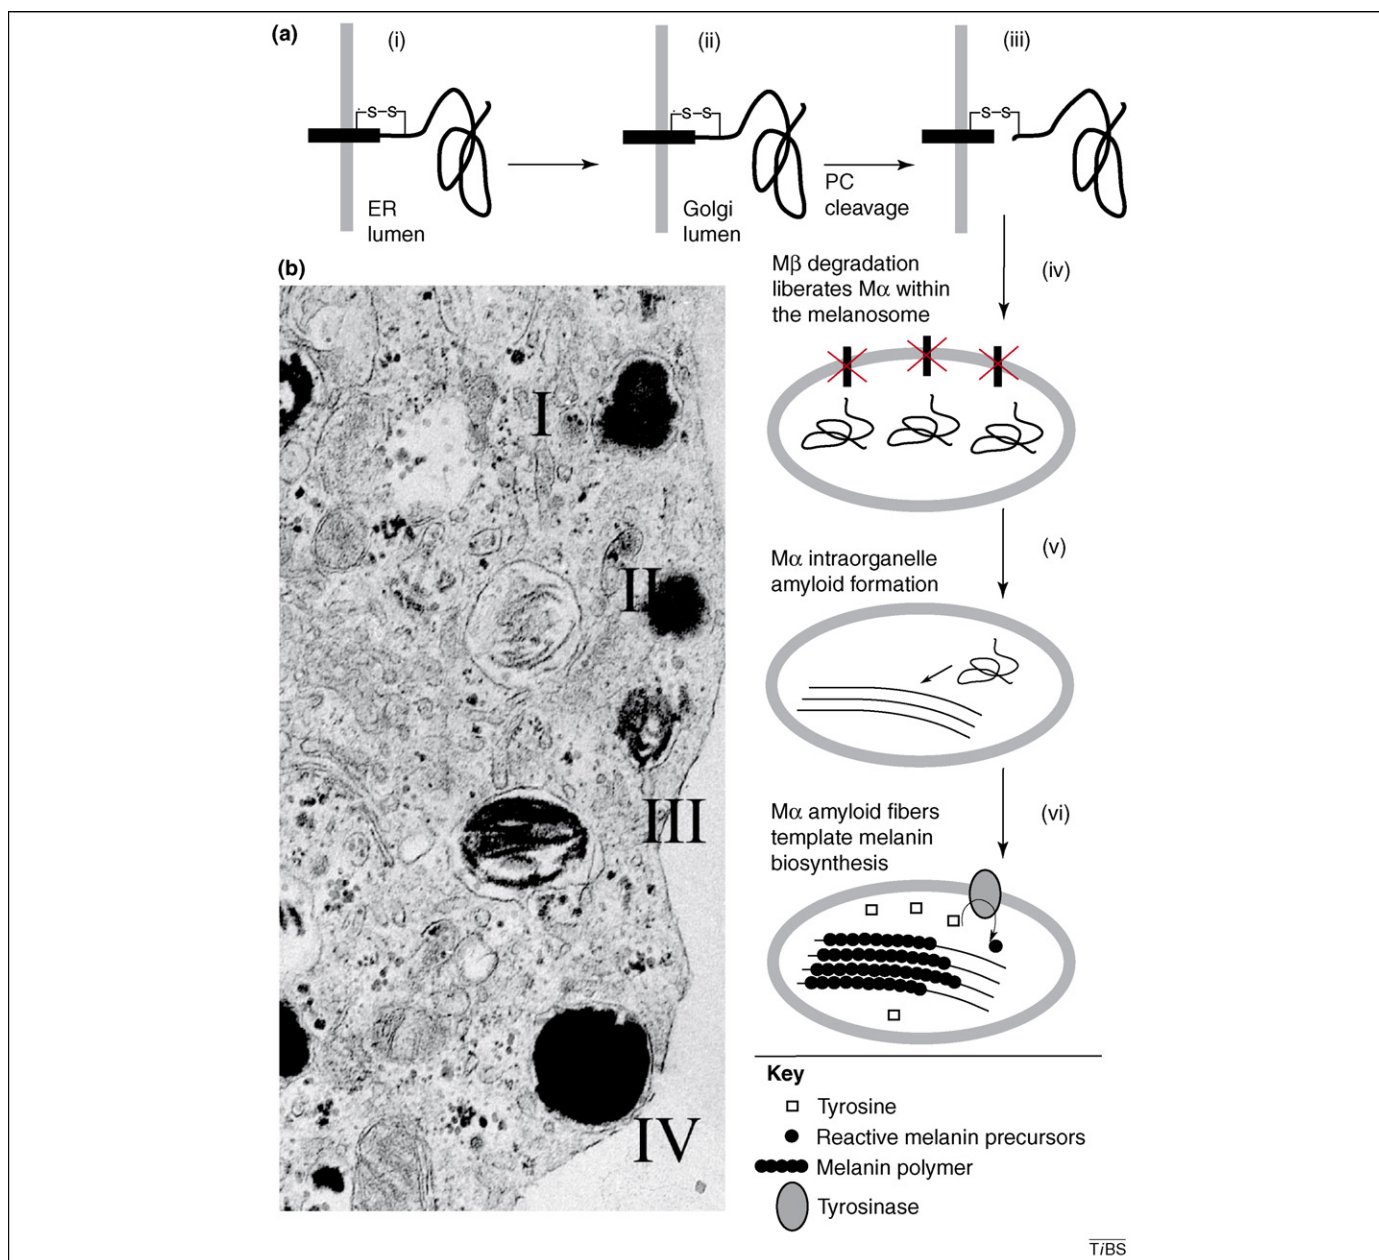 (a)
(i)
(ii)
(iii)
S–S
S–S
S–S
ER
lumen
Golgi
lumen
PC
cleavage
(b)
Mβ degradation
liberates Mα within
the melanosome
(iv)
Mα intraorganelle
amyloid formation
(v)
Mα amyloid fibers
template melanin
biosynthesis
(vi)
I
II
III
IV
Key
Tyrosine
Reactive melanin precursors
Melanin polymer
Tyrosinase
TiBS